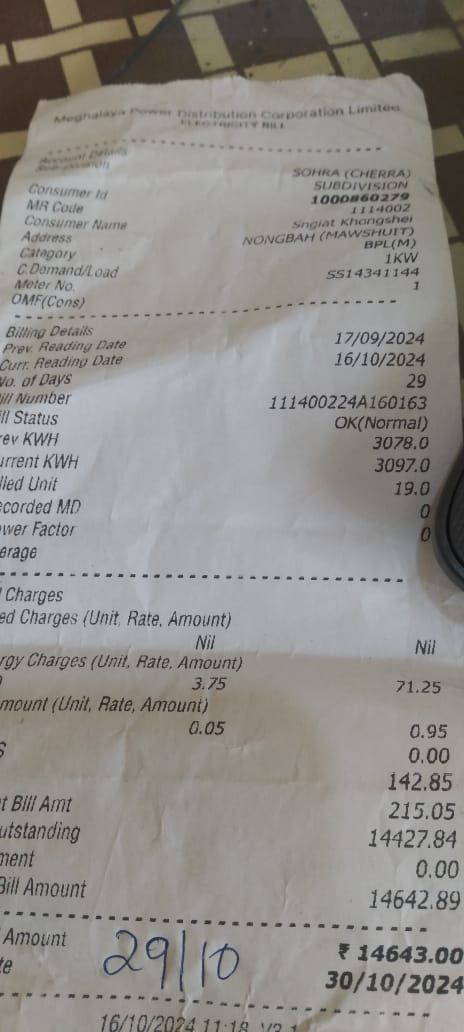 Meghalaya Power Distribution Corporation Limited
ELECTRICITY BILL
Account Details
Sub-Division SOHRA (CHERRA)
SUBDIVISION
Consumer Id 1000860279
MR Code 1114002
Consumer Name Sngiat Khongshei
Address NONGBAH (MAWSHUIT)
Category BPL(M)
C.Demand/Load 1KW
Meter No. SS14341144
OMF(Cons) 1
Billing Details
Prev. Reading Date 17/09/2024
Curr. Reading Date 16/10/2024
No. of Days 29
ill Number 111400224A160163
ill Status OK(Normal)
rev KWH 3078.0
urrent KWH 3097.0
lled Unit 19.0
ecorded MD 0
wer Factor 0
erage
Charges
ed Charges (Unit, Rate, Amount)
Nil Nil
rgy Charges (Unit, Rate, Amount)
3.75 71.25
mount (Unit, Rate, Amount)
0.05 0.95
S 0.00
142.85
t Bill Amt 215.05
utstanding 14427.84
ment 0.00
Bill Amount 14642.89
Amount ₹ 14643.00
te 29/10 30/10/2024
16/10/2024 11:18